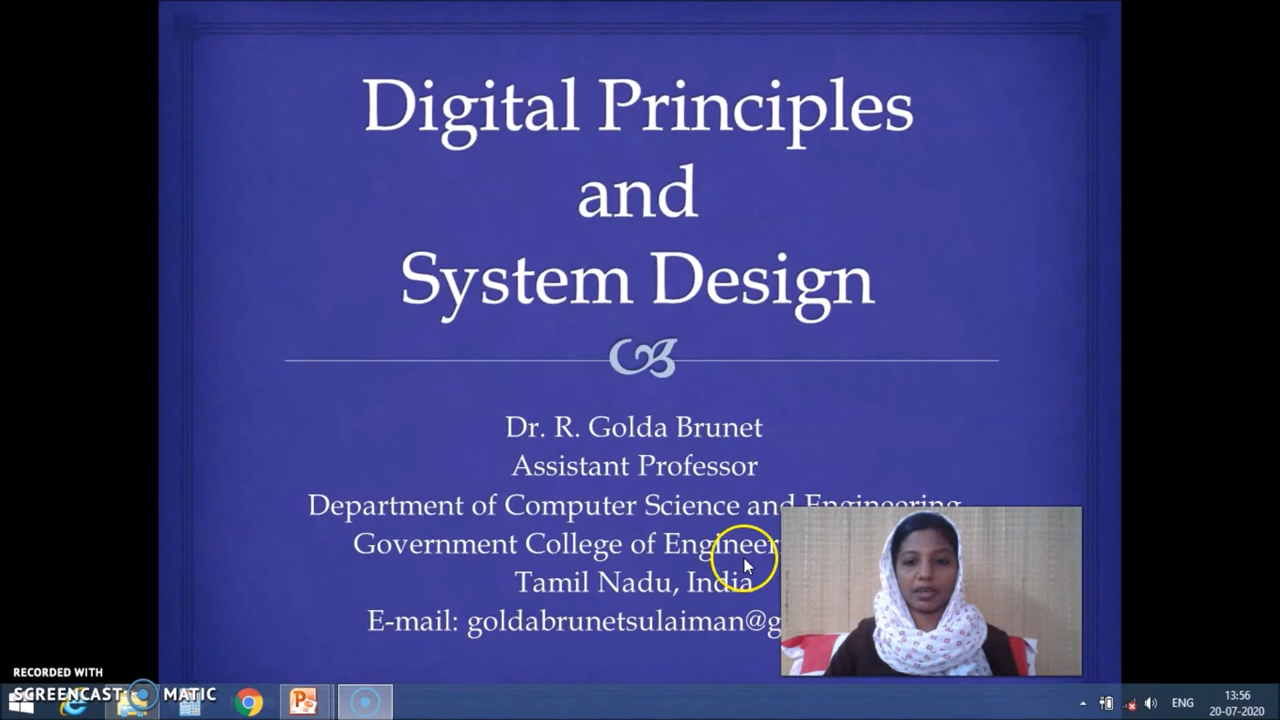 Digital Principles
and
System Design
Dr. R. Golda Brunet
Assistant Professor
Department of Computer Science and Engineering
Government College of
Tamil Nadu, India
E-mail: goldabrunetsulaiman@g
RECORDED WITH
SCREENCAST MATIC
ENG
13:56
20-07-2020